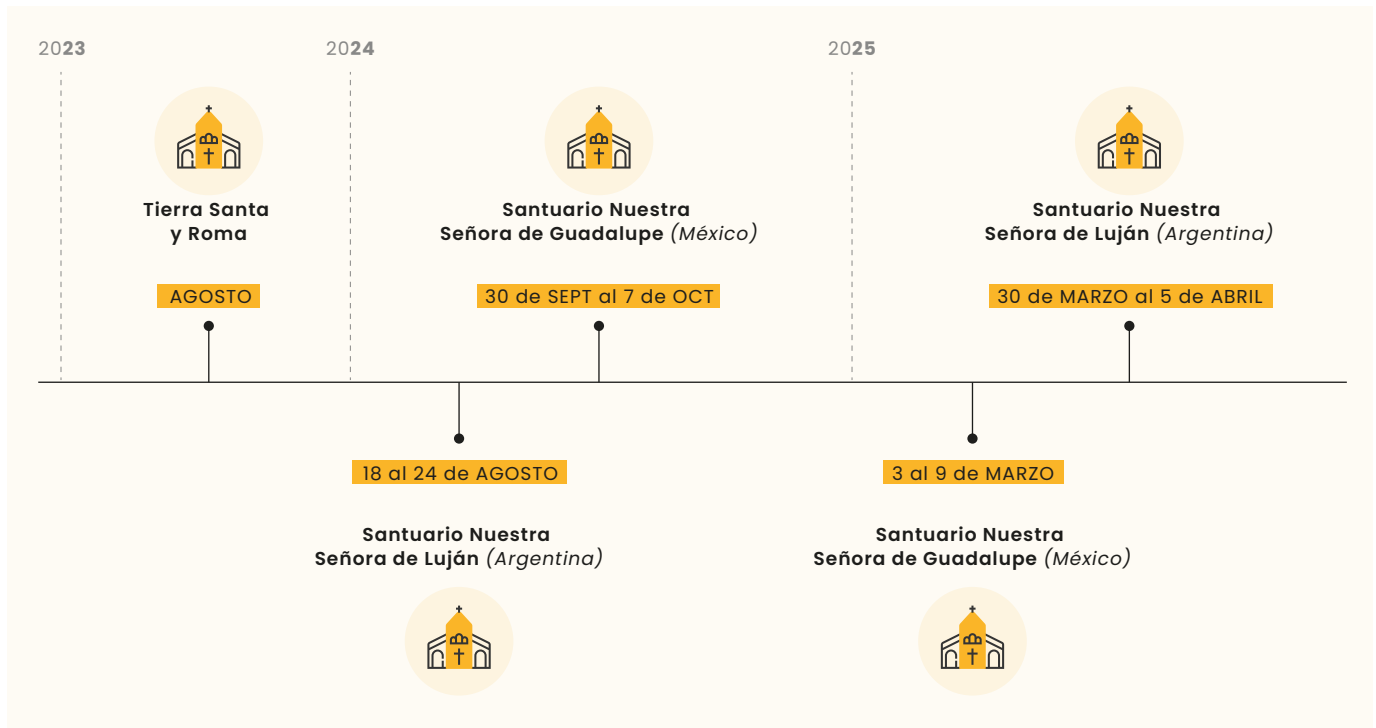 2023
2024
2025
Tierra Santa
y Roma
AGOSTO
Santuario Nuestra
Señora de Guadalupe (México)
30 de SEPT al 7 de OCT
Santuario Nuestra
Señora de Luján (Argentina)
30 de MARZO al 5 de ABRIL
18 al 24 de AGOSTO
Santuario Nuestra
Señora de Luján (Argentina)
3 al 9 de MARZO
Santuario Nuestra
Señora de Guadalupe (México)